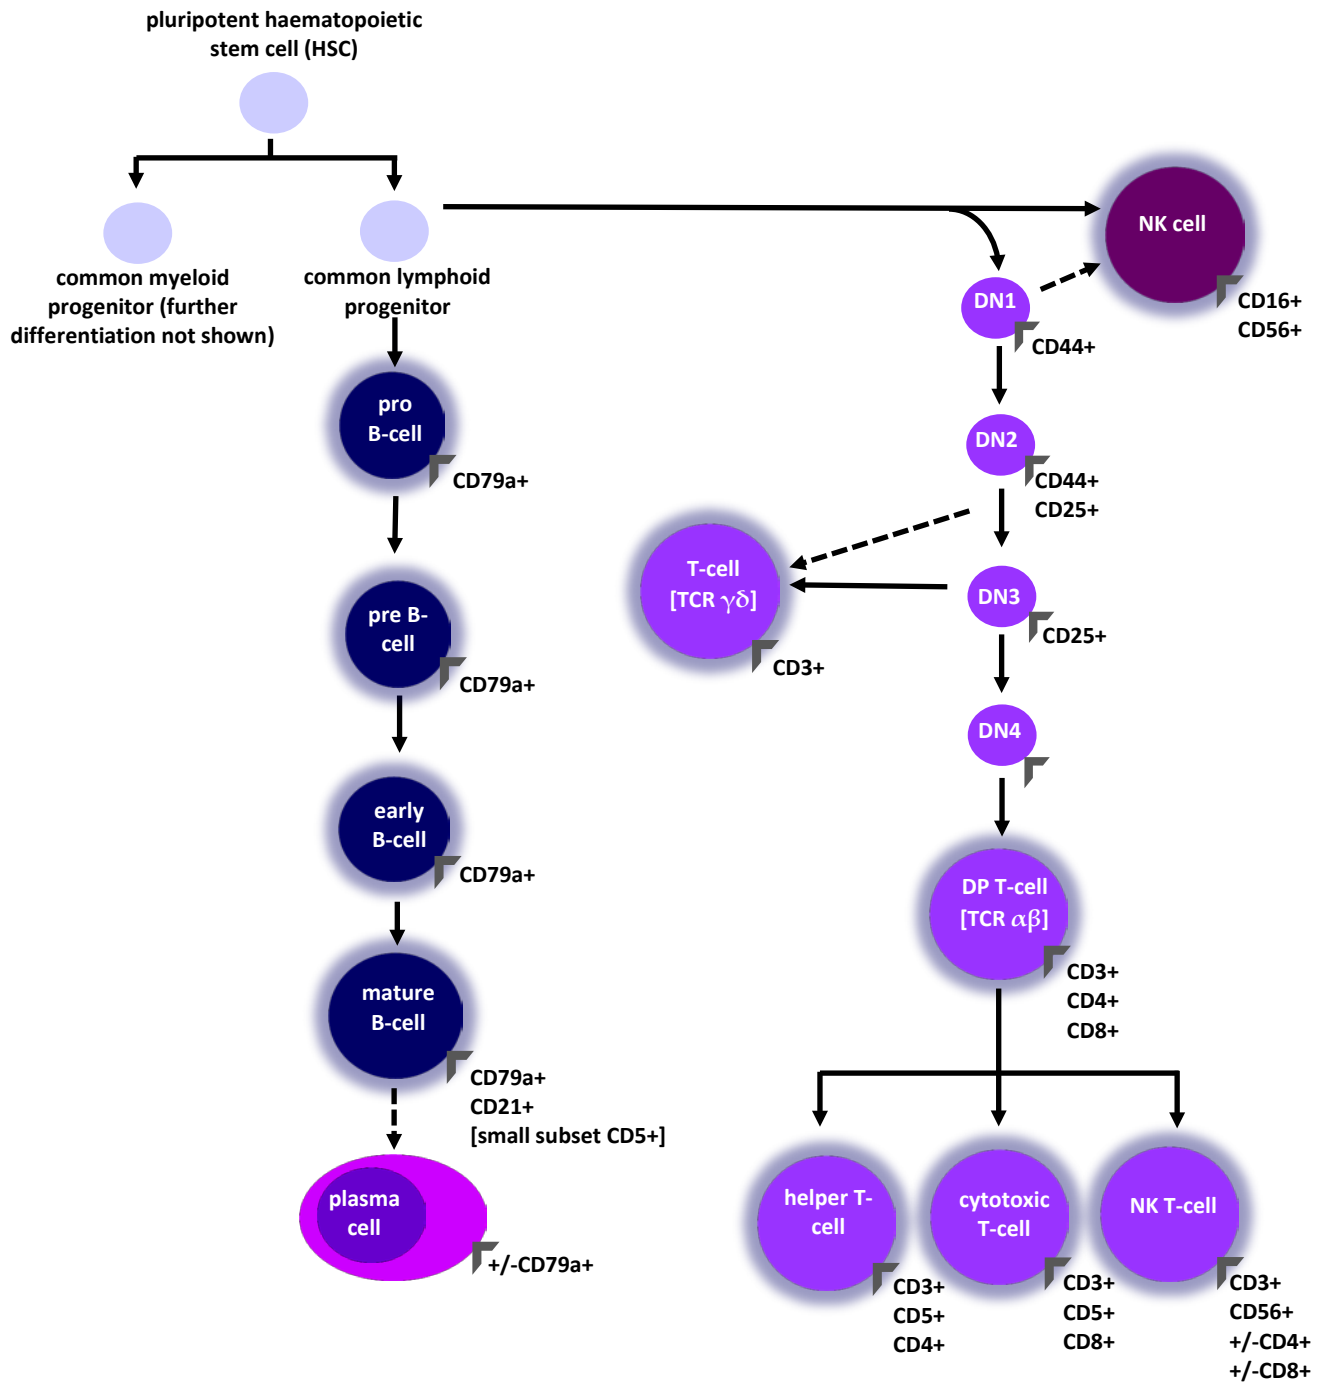 pluripotent haematopoietic
stem cell (HSC)
common myeloid
progenitor (further
differentiation not shown)
common lymphoid
progenitor
NK cell
CD16+
CD56+
DN1
CD44+
pro
B-cell
CD79a+
DN2
CD44+
CD25+
T-cell
[TCR γδ]
CD3+
DN3
CD25+
pre B-
cell
CD79a+
DN4
early
B-cell
CD79a+
DP T-cell
[TCR αβ]
CD3+
CD4+
CD8+
mature
B-cell
CD79a+
CD21+
[small subset CD5+]
plasma
cell
+/-CD79a+
helper T-
cell
CD3+
CD5+
CD4+
cytotoxic
T-cell
CD3+
CD5+
CD8+
NK T-cell
CD3+
CD56+
+/-CD4+
+/-CD8+